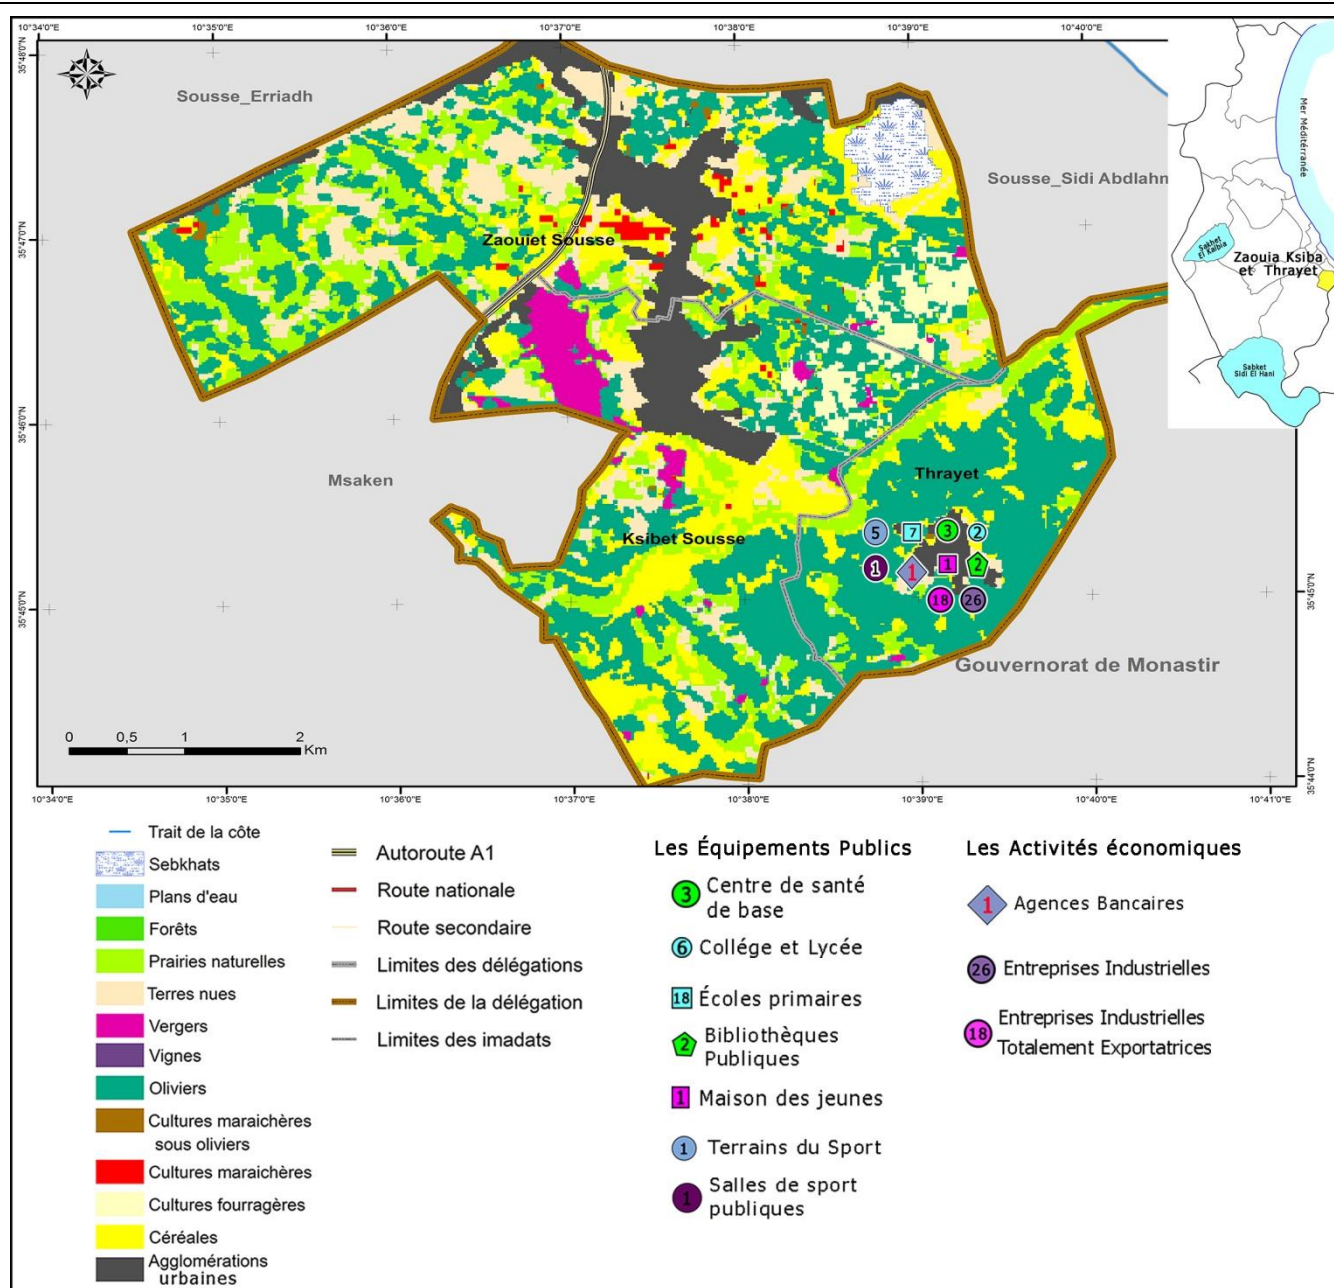 10°34'0"E
10°35'0"E
10°36'0"E
10°37'0"E
10°38'0"E
10°39'0"E
10°40'0"E
35°48'0"N
35°47'0"N
35°46'0"N
35°45'0"N
Sousse_Erriadh
Sousse_Sidi Abdlahm
Zaouiet Sousse
Msaken
Thrayet
Ksibet Sousse
5
7
3
2
1
1
1
2
18
26
Gouvernorat de Monastir
0
0,5
1
2
Km
Mer Méditérranée
Sakhet
El Kalbia
Zaouia Ksiba
et Thrayet
Sabket
Sidi El Hani
35°45'0"N
35°44'0"N
10°34'0"E
10°35'0"E
10°36'0"E
10°37'0"E
10°38'0"E
10°39'0"E
10°40'0"E
10°41'0"E
Trait de la côte
Sebkhats
Plans d'eau
Forêts
Prairies naturelles
Terres nues
Vergers
Vignes
Oliviers
Cultures maraichères
sous oliviers
Cultures maraichères
Cultures fourragères
Céréales
Agglomérations
urbaines
Autoroute A1
Route nationale
Route secondaire
Limites des délégations
Limites de la délégation
Limites des imadats
Les Équipements Publics
3 Centre de santé
de base
6 Collége et Lycée
18 Écoles primaires
2 Bibliothèques
Publiques
1 Maison des jeunes
1 Terrains du Sport
1 Salles de sport
publiques
Les Activités économiques
1 Agences Bancaires
26 Entreprises Industrielles
18 Entreprises Industrielles
Totalement Exportatrices